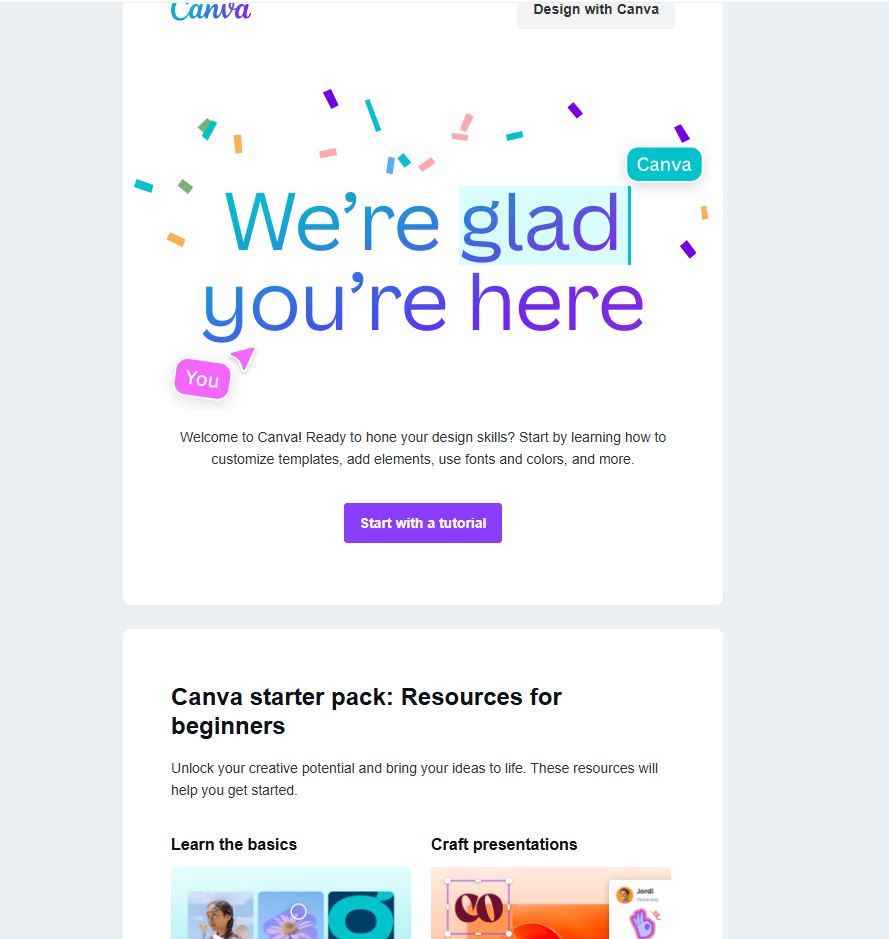 Canva
Design with Canva
Canva
We’re glad
you’re here
You
Welcome to Canva! Ready to hone your design skills? Start by learning how to
customize templates, add elements, use fonts and colors, and more.
Start with a tutorial
Canva starter pack: Resources for
beginners
Unlock your creative potential and bring your ideas to life. These resources will
help you get started.
Learn the basics
Craft presentations
Jordi
Yesterday